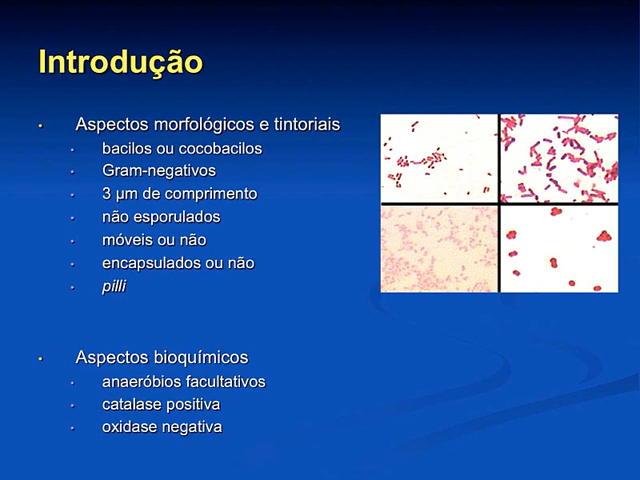 Introdução
Aspectos morfológicos e tintoriais
bacilos ou cocobacilos
Gram-negativos
3 µm de comprimento
não esporulados
móveis ou não
encapsulados ou não
pilli
Aspectos bioquímicos
anaeróbios facultativos
catalase positiva
oxidase negativa